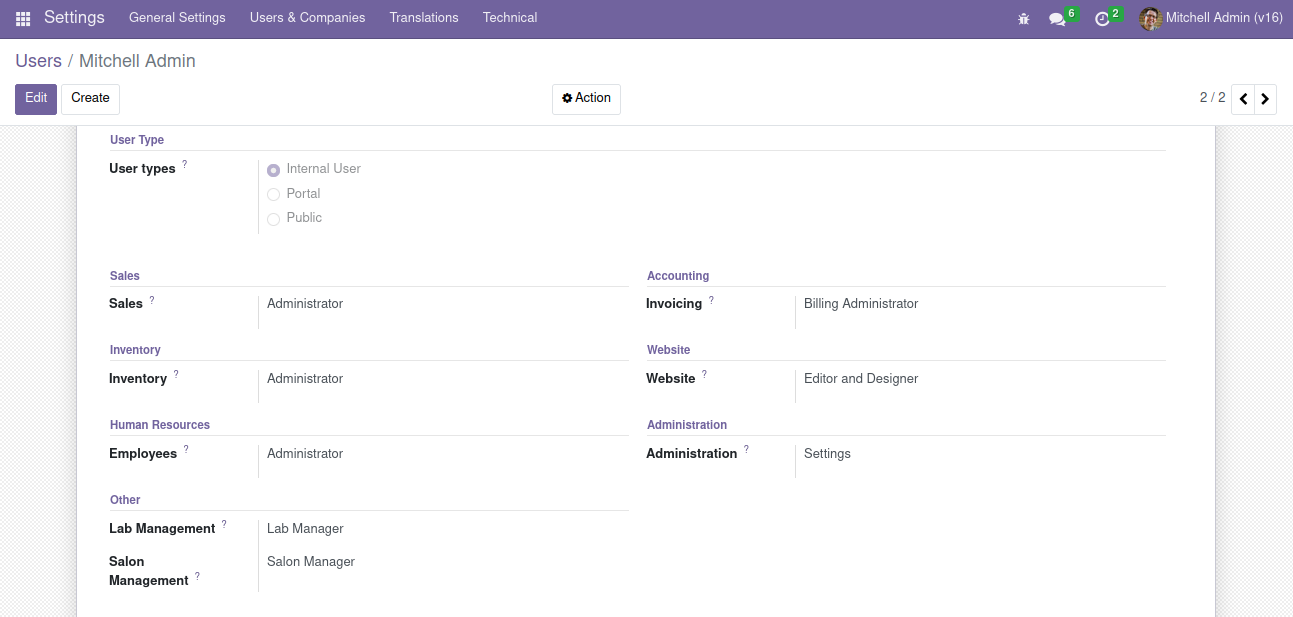 Settings General Settings Users & Companies Translations Technical 6 2 Mitchell Admin (v16)
Users / Mitchell Admin
Edit Create Action 2 / 2
User Type
User types ? Internal User
Portal
Public
Sales Accounting
Sales ? Administrator Invoicing ? Billing Administrator
Inventory Website
Inventory ? Administrator Website ? Editor and Designer
Human Resources Administration
Employees ? Administrator Administration ? Settings
Other
Lab Management ? Lab Manager
Salon Salon Manager
Management ?